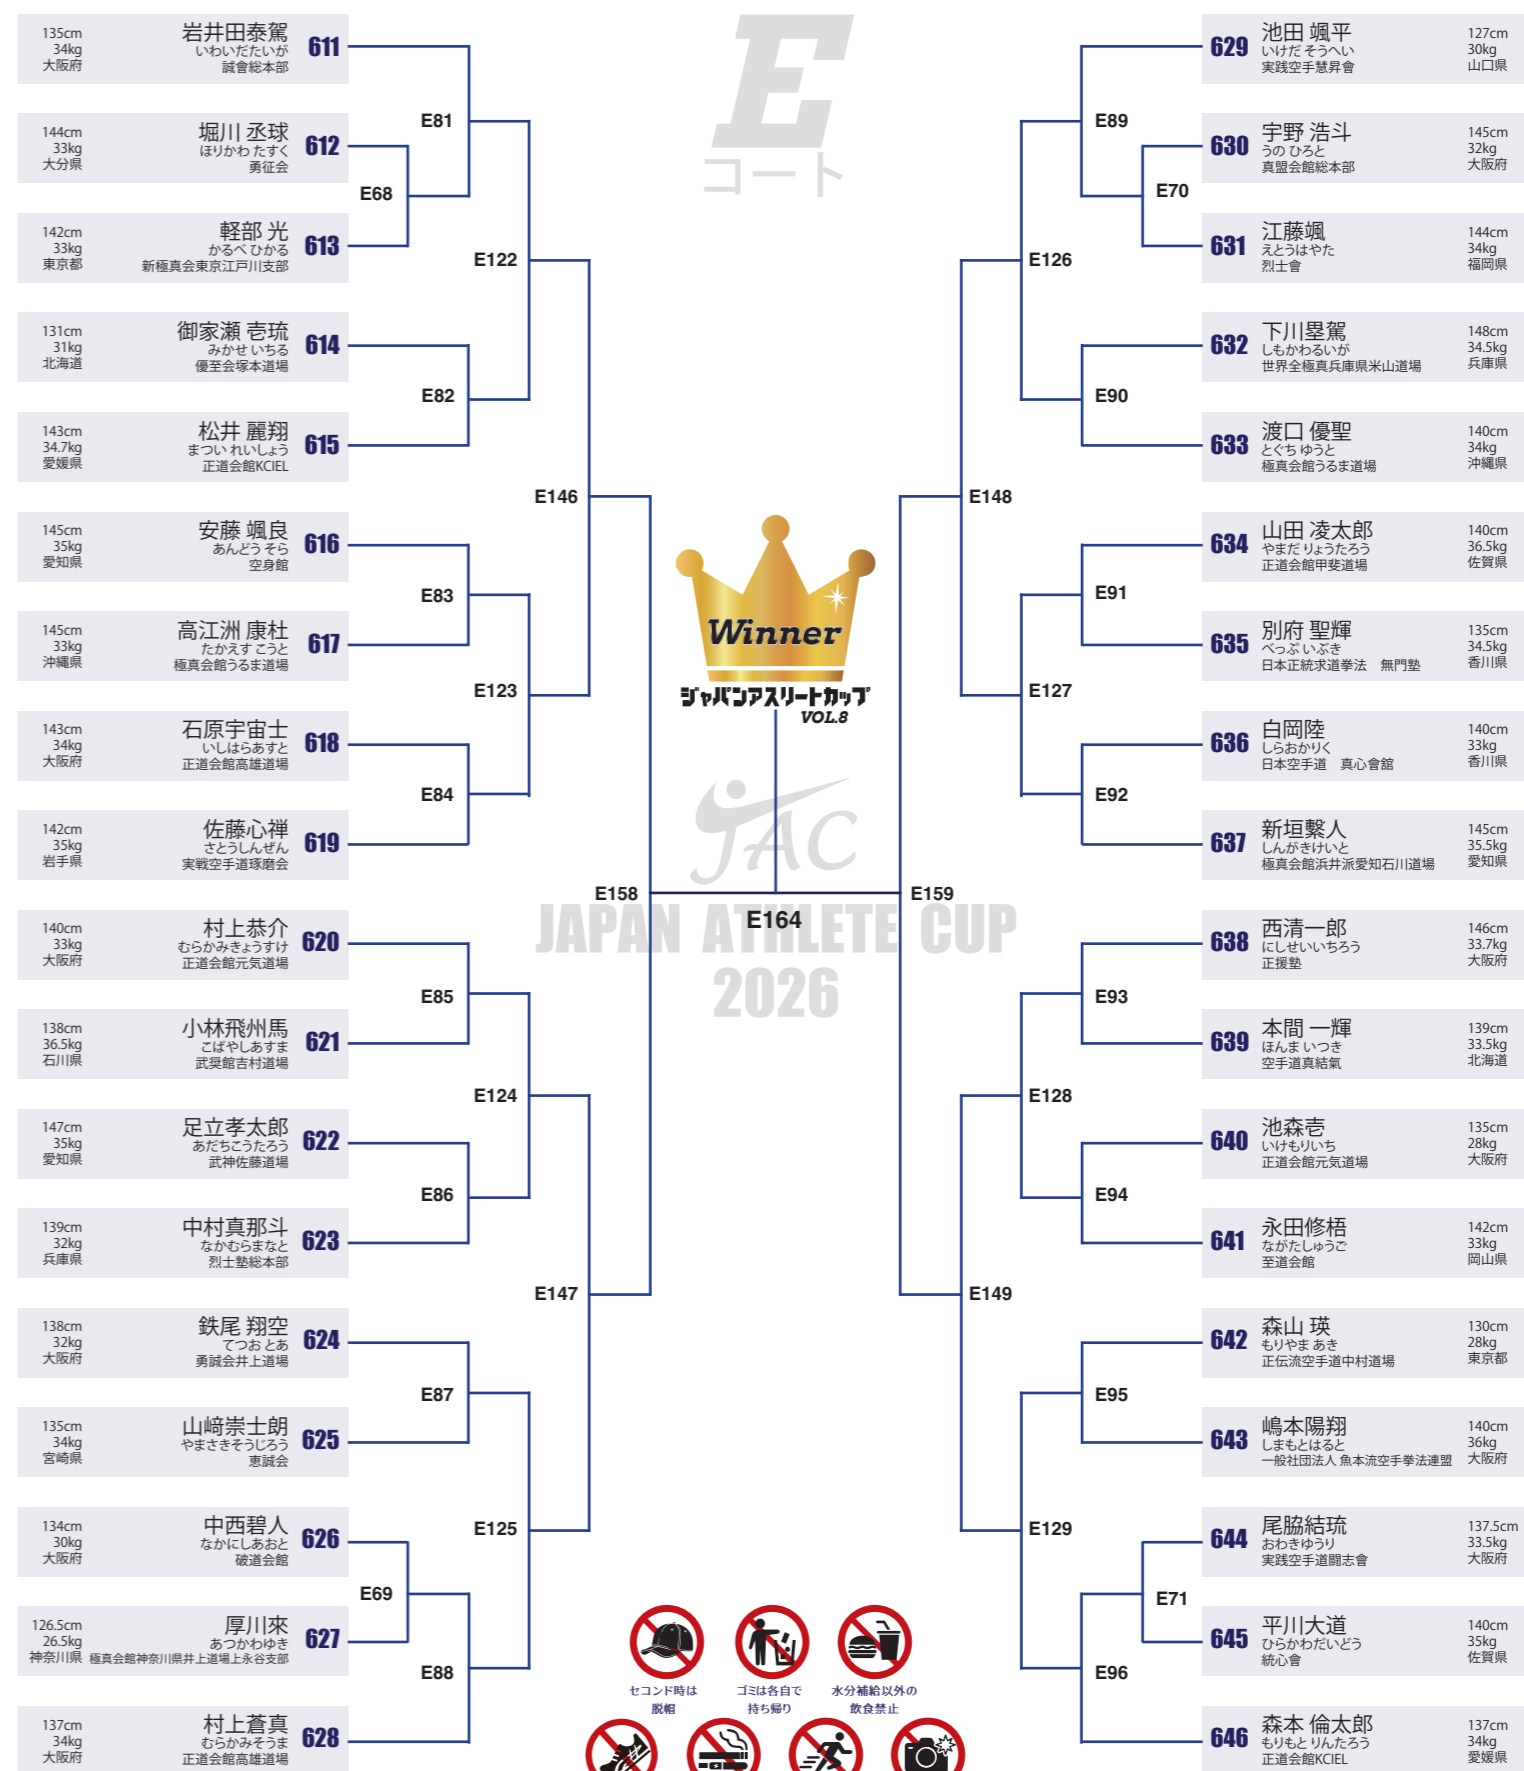 E
コート
135cm
34kg
大阪府
岩井田泰駕
いわいだたいが
誠會総本部
611
144cm
33kg
大分県
堀川 丞球
ほりかわ たすく
勇征会
612
142cm
33kg
東京都
軽部 光
かるべ ひかる
新極真会東京江戸川支部
613
131cm
31kg
北海道
御家瀬 壱琉
みかせ いちる
優至会塚本道場
614
143cm
34.7kg
愛媛県
松井 麗翔
まつい れいしょう
正道会館KCIEL
615
145cm
35kg
愛知県
安藤 颯良
あんどう そら
空身館
616
145cm
33kg
沖縄県
高江洲 康杜
たかえす こうと
極真会館うるま道場
617
143cm
34kg
大阪府
石原宇宙士
いしはらあすと
正道会館高雄道場
618
142cm
35kg
岩手県
佐藤心禅
さとうしんぜん
実戦空手道琢磨会
619
140cm
33kg
大阪府
村上恭介
むらかみきょうすけ
正道会館元気道場
620
138cm
36.5kg
石川県
小林飛州馬
こばやしあすま
武奨館吉村道場
621
147cm
35kg
愛知県
足立孝太郎
あだちこうたろう
武神佐藤道場
622
139cm
32kg
兵庫県
中村真那斗
なかむらまなと
烈士塾総本部
623
138cm
32kg
大阪府
鉄尾 翔空
てつお とあ
勇誠会井上道場
624
135cm
34kg
宮崎県
山﨑崇士朗
やまさきそうじろう
恵誠会
625
134cm
30kg
大阪府
中西碧人
なかにしあおと
破道会館
626
126.5cm
26.5kg
神奈川県
厚川來
あつかわゆき
極真会館神奈川県井上道場上永谷支部
627
137cm
34kg
大阪府
村上蒼真
むらかみそうま
正道会館高雄道場
628
E68
E69
E81
E82
E83
E84
E85
E86
E87
E88
E122
E123
E124
E125
E146
E147
E158
Winner
ジャパンアスリートカップ
VOL.8
JAC
JAPAN ATHLETE CUP
2026
E164
E159
E148
E149
E126
E127
E128
E129
E89
E90
E91
E92
E93
E94
E95
E96
E70
E71
629
池田 颯平
いけだ そうへい
実践空手慧昇會
127cm
30kg
山口県
630
宇野 浩斗
うの ひろと
真盟会館総本部
145cm
32kg
大阪府
631
江藤颯
えとうはやた
烈士會
144cm
34kg
福岡県
632
下川塁駕
しもかわるいが
世界全極真兵庫県米山道場
148cm
34.5kg
兵庫県
633
渡口 優聖
とぐち ゆうと
極真会館うるま道場
140cm
34kg
沖縄県
634
山田 凌太郎
やまだ りょうたろう
正道会館甲斐道場
140cm
36.5kg
佐賀県
635
別府 聖輝
べっぷ いぶき
日本正統求道拳法　無門塾
135cm
34.5kg
香川県
636
白岡陸
しらおかりく
日本空手道　真心會舘
140cm
33kg
香川県
637
新垣繋人
しんがきけいと
極真会館浜井派愛知石川道場
145cm
35.5kg
愛知県
638
西清一郎
にしせいいちろう
正援塾
146cm
33.7kg
大阪府
639
本間 一輝
ほんま いつき
空手道真結氣
139cm
33.5kg
北海道
640
池森壱
いけもりいち
正道会館元気道場
135cm
28kg
大阪府
641
永田修梧
ながたしゅうご
至道会館
142cm
33kg
岡山県
642
森山 瑛
もりやま あき
正伝流空手道中村道場
130cm
28kg
東京都
643
嶋本陽翔
しまもとはると
一般社団法人 魚本流空手拳法連盟
140cm
36kg
大阪府
644
尾脇結琉
おわきゆうり
実践空手道闘志會
137.5cm
33.5kg
大阪府
645
平川大道
ひらかわだいどう
統心會
140cm
35kg
佐賀県
646
森本 倫太郎
もりもと りんたろう
正道会館KCIEL
137cm
34kg
愛媛県
セコンド時は
脱帽
ゴミは各自で
持ち帰り
水分補給以外の
飲食禁止